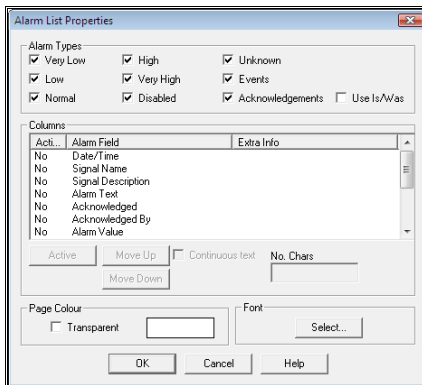 Alarm List Properties
Alarm Types
Very Low High Unknown
Low Very High Events
Normal Disabled Acknowledgements Use Is/Was
Columns
Acti... Alarm Field Extra Info
No Date/Time
No Signal Name
No Signal Description
No Alarm Text
No Acknowledged
No Acknowledged By
No Alarm Value
Active Move Up Continuous text No. Chars
Move Down
Page Colour Font
Transparent Select...
OK Cancel Help